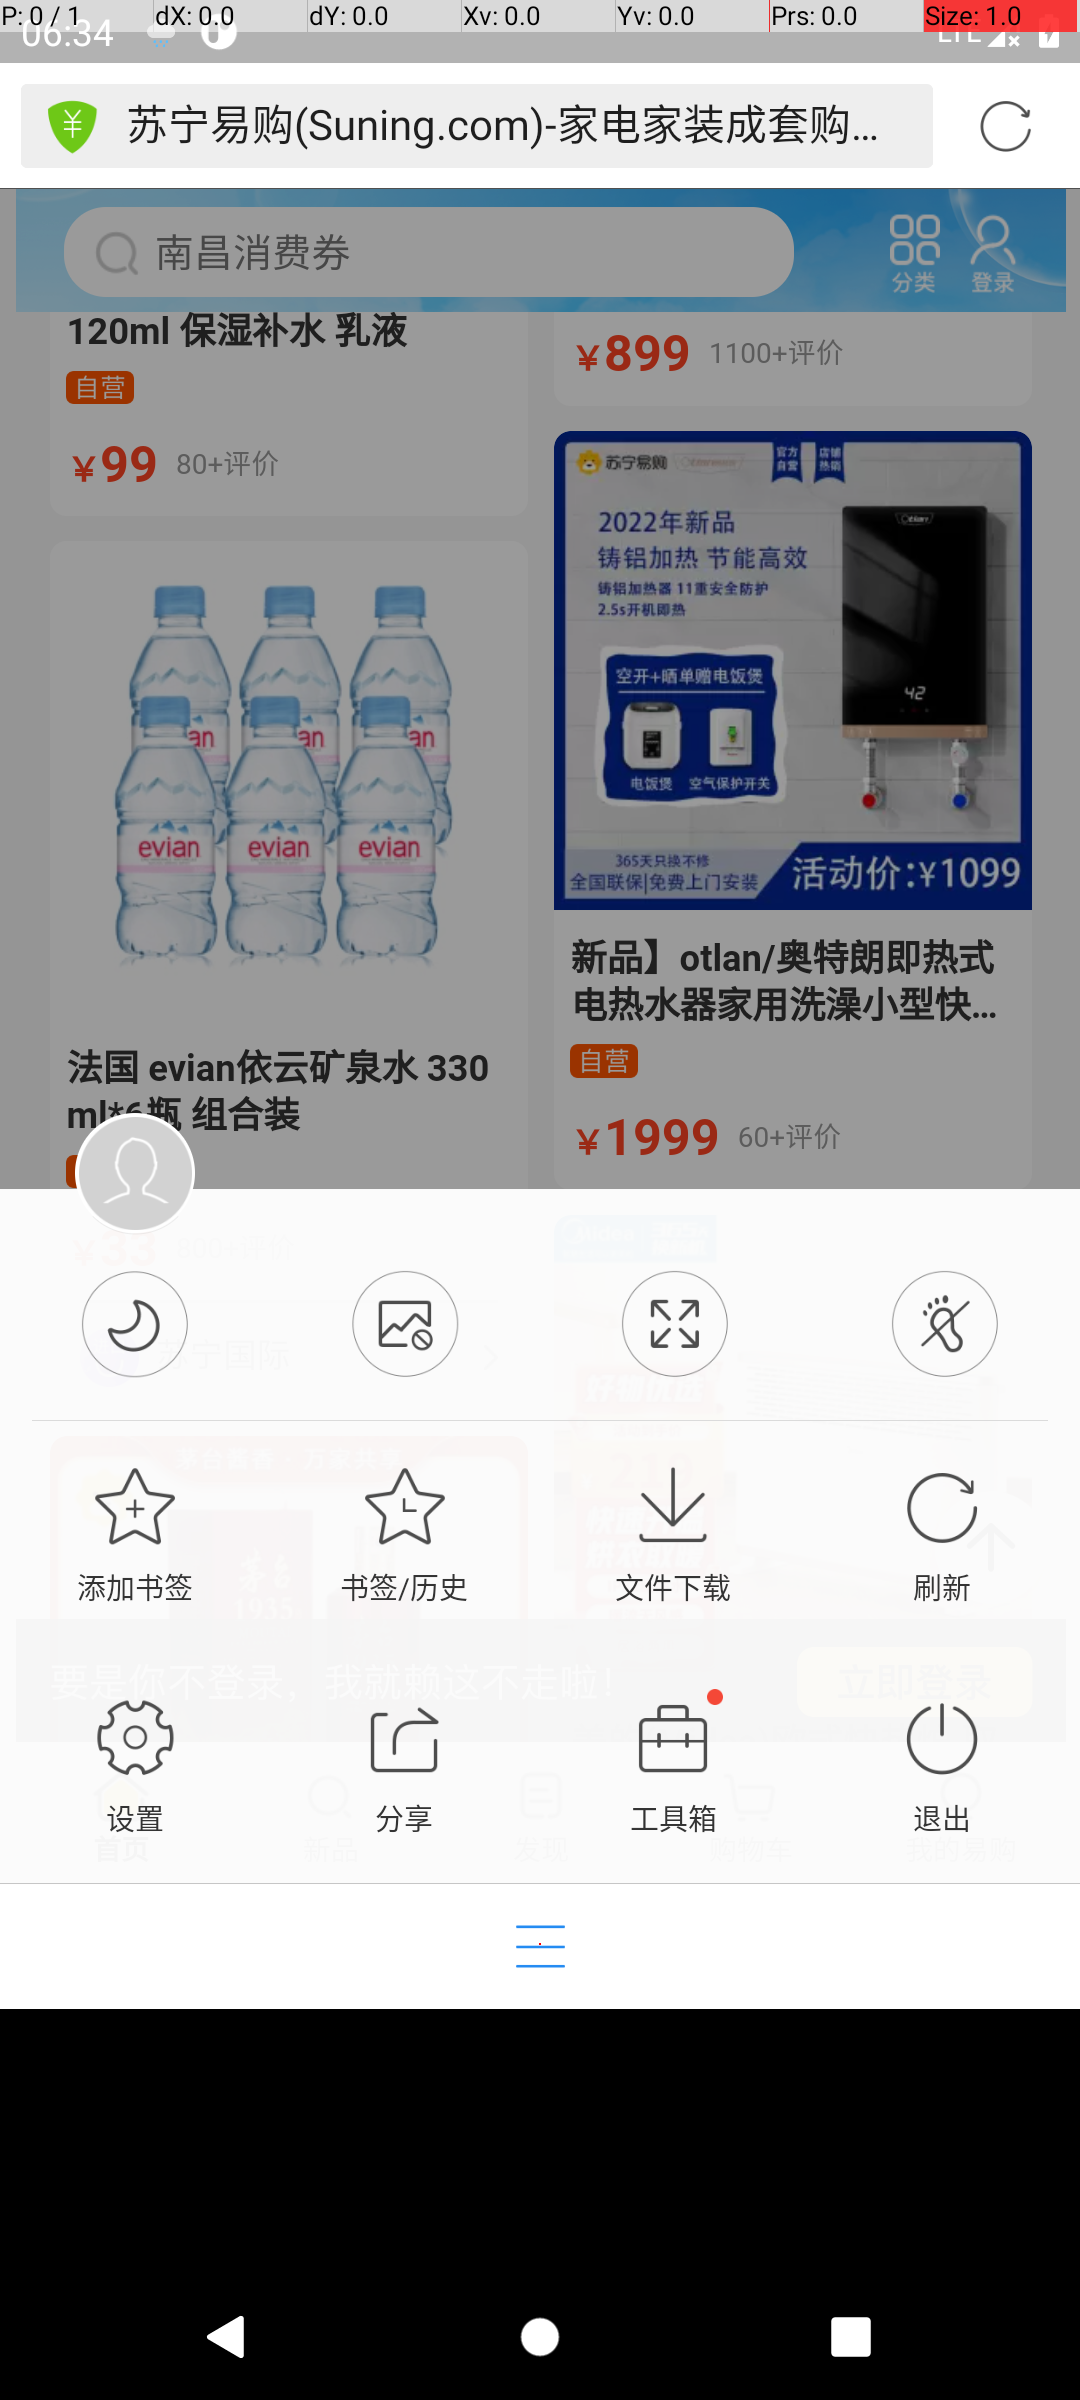 P: 0 / 1
dX: 0.0
dY: 0.0
Xv: 0.0
Yv: 0.0
Prs: 0.0
Size: 1.0
06:34
LTE
苏宁易购(Suning.com)-家电家装成套购...
南昌消费券
分类
登录
120ml 保湿补水 乳液
自营
¥99 80+评价
¥899 1100+评价
苏宁易购
官方自营
店铺热销
2022年新品
铸铝加热 节能高效
铸铝加热器 11重安全防护
2.5s开机即热
42
空开+晒单赠电饭煲
电饭煲
空气保护开关
365天只换不修
全国联保|免费上门安装
活动价:¥1099
evian
evian
evian
新品】otlan/奥特朗即热式
电热水器家用洗澡小型快...
自营
¥1999 60+评价
法国 evian依云矿泉水 330
ml*6瓶 组合装
¥33
苏宁国际
添加书签
书签/历史
文件下载
刷新
要是你不登录，我就赖这不走啦！
立即登录
设置
分享
工具箱
退出
首页
新品
发现
购物车
我的易购